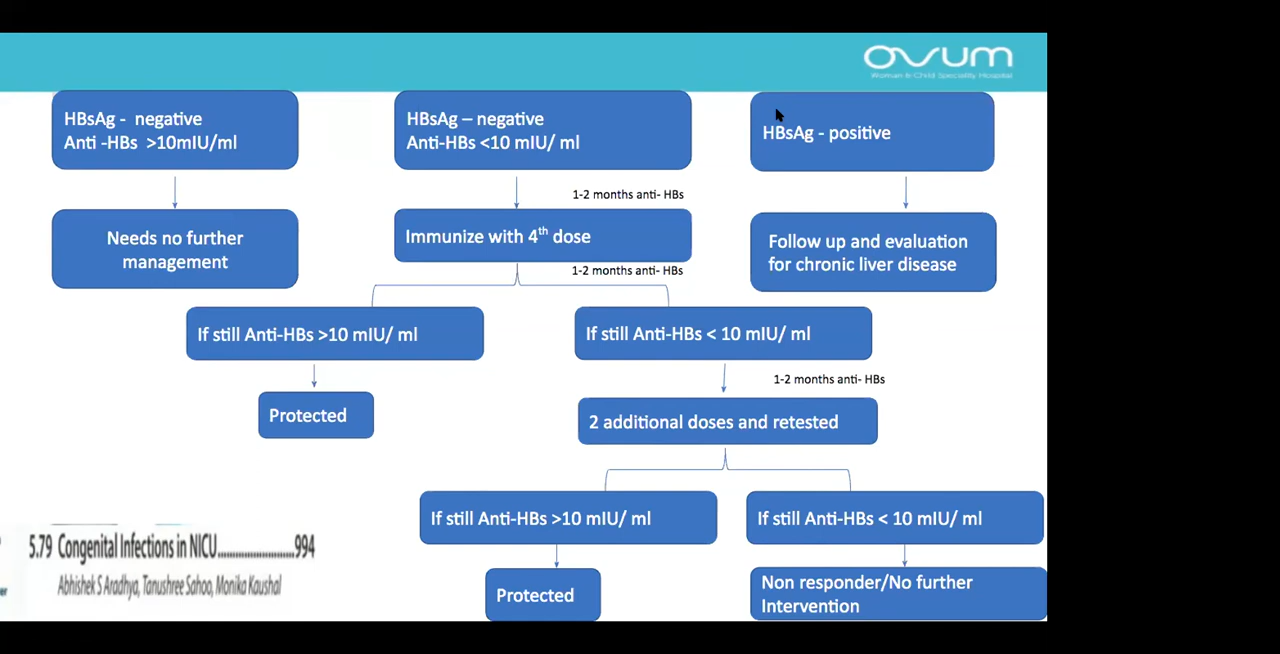 ovum
Woman & Child Speciality Hospital
HBsAg - negative
Anti -HBs >10mIU/ml
HBsAg – negative
Anti-HBs <10 mIU/ ml
HBsAg - positive
1-2 months anti- HBs
Needs no further
management
Immunize with 4th dose
Follow up and evaluation
for chronic liver disease
1-2 months anti- HBs
If still Anti-HBs >10 mIU/ ml
If still Anti-HBs < 10 mIU/ ml
1-2 months anti- HBs
Protected
2 additional doses and retested
If still Anti-HBs >10 mIU/ ml
If still Anti-HBs < 10 mIU/ ml
Protected
Non responder/No further
Intervention
5.79 Congenital Infections in NICU........................994
Abhishek S Aradhya, Tanushree Sahoo, Monika Kaushal